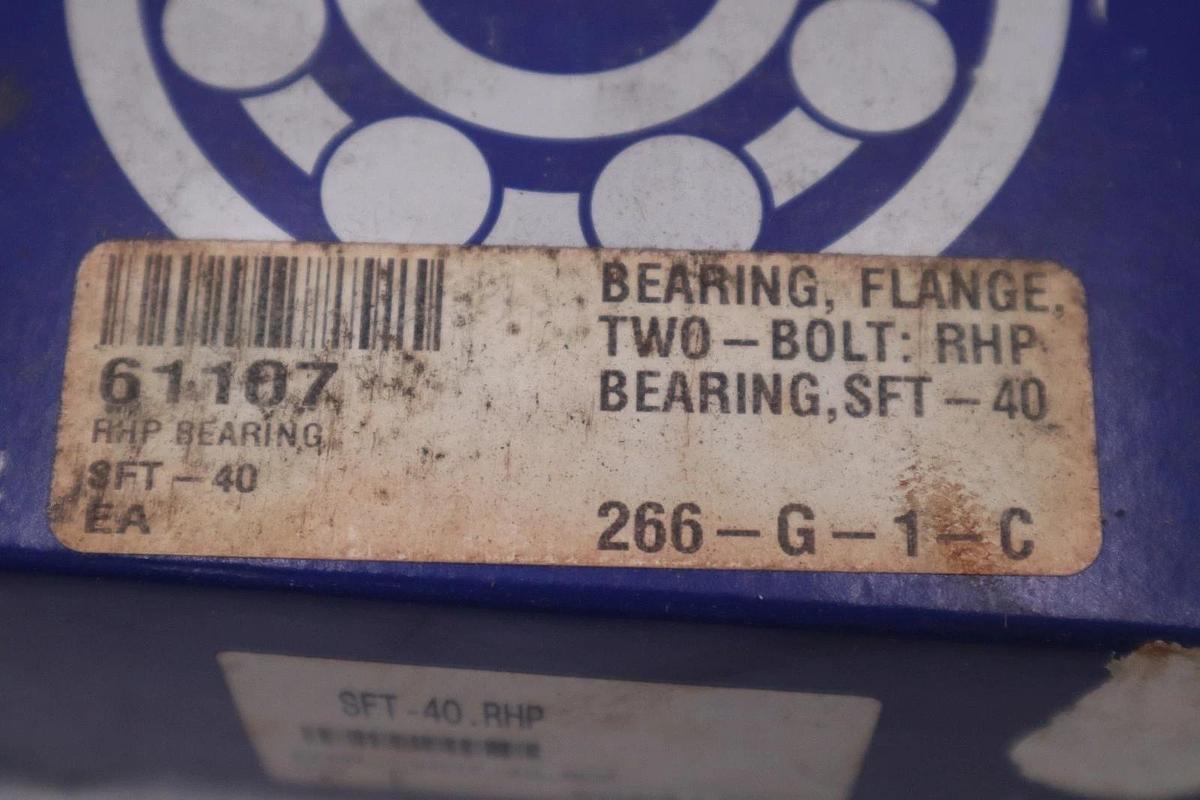 61107
RHP BEARING
SFT-40
EA
BEARING, FLANGE,
TWO-BOLT: RHP
BEARING,SFT-40
266-G-1-C
SFT-40.RHP